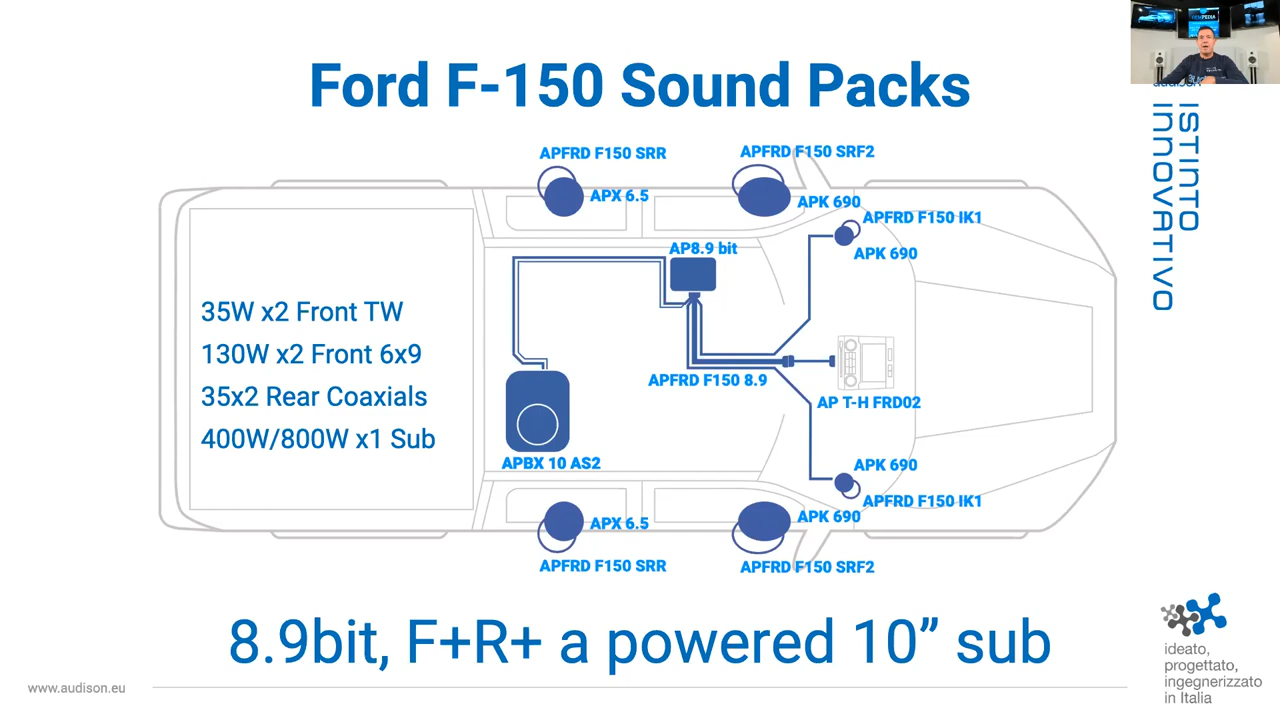 Ford F-150 Sound Packs
APFRD F150 SRR
APFRD F150 SRF2
APX 6.5
APK 690
APFRD F150 IK1
APK 690
AP8.9 bit
35W x2 Front TW
130W x2 Front 6x9
35x2 Rear Coaxials
400W/800W x1 Sub
APFRD F150 8.9
AP T-H FRD02
APBX 10 AS2
APK 690
APFRD F150 IK1
APX 6.5
APK 690
APFRD F150 SRR
APFRD F150 SRF2
8.9bit, F+R+ a powered 10” sub
www.audison.eu
ISTINTO
INNOVATIVO
ideato,
progettato,
ingegnerizzato
in Italia